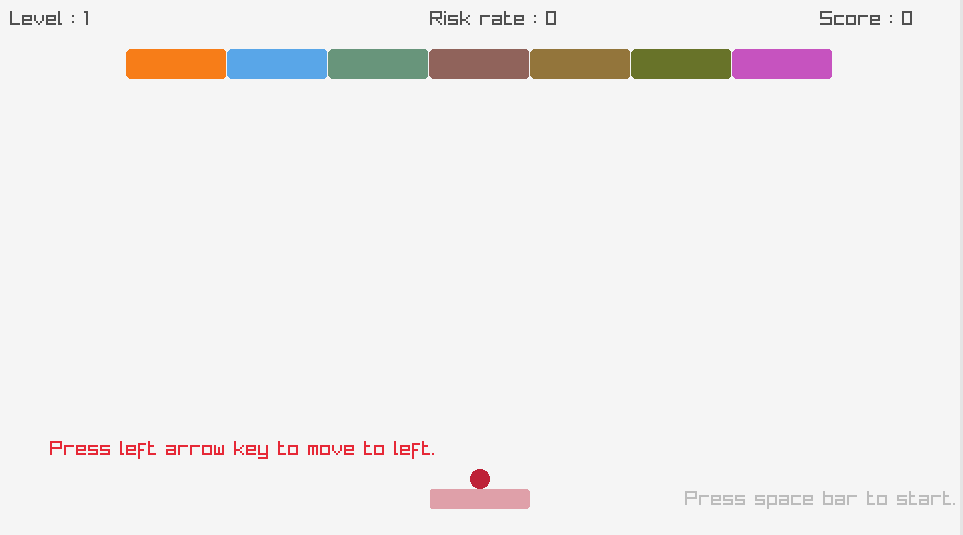 Level : 1
Risk rate : 0
Score : 0
Press left arrow key to move to left.
Press space bar to start.